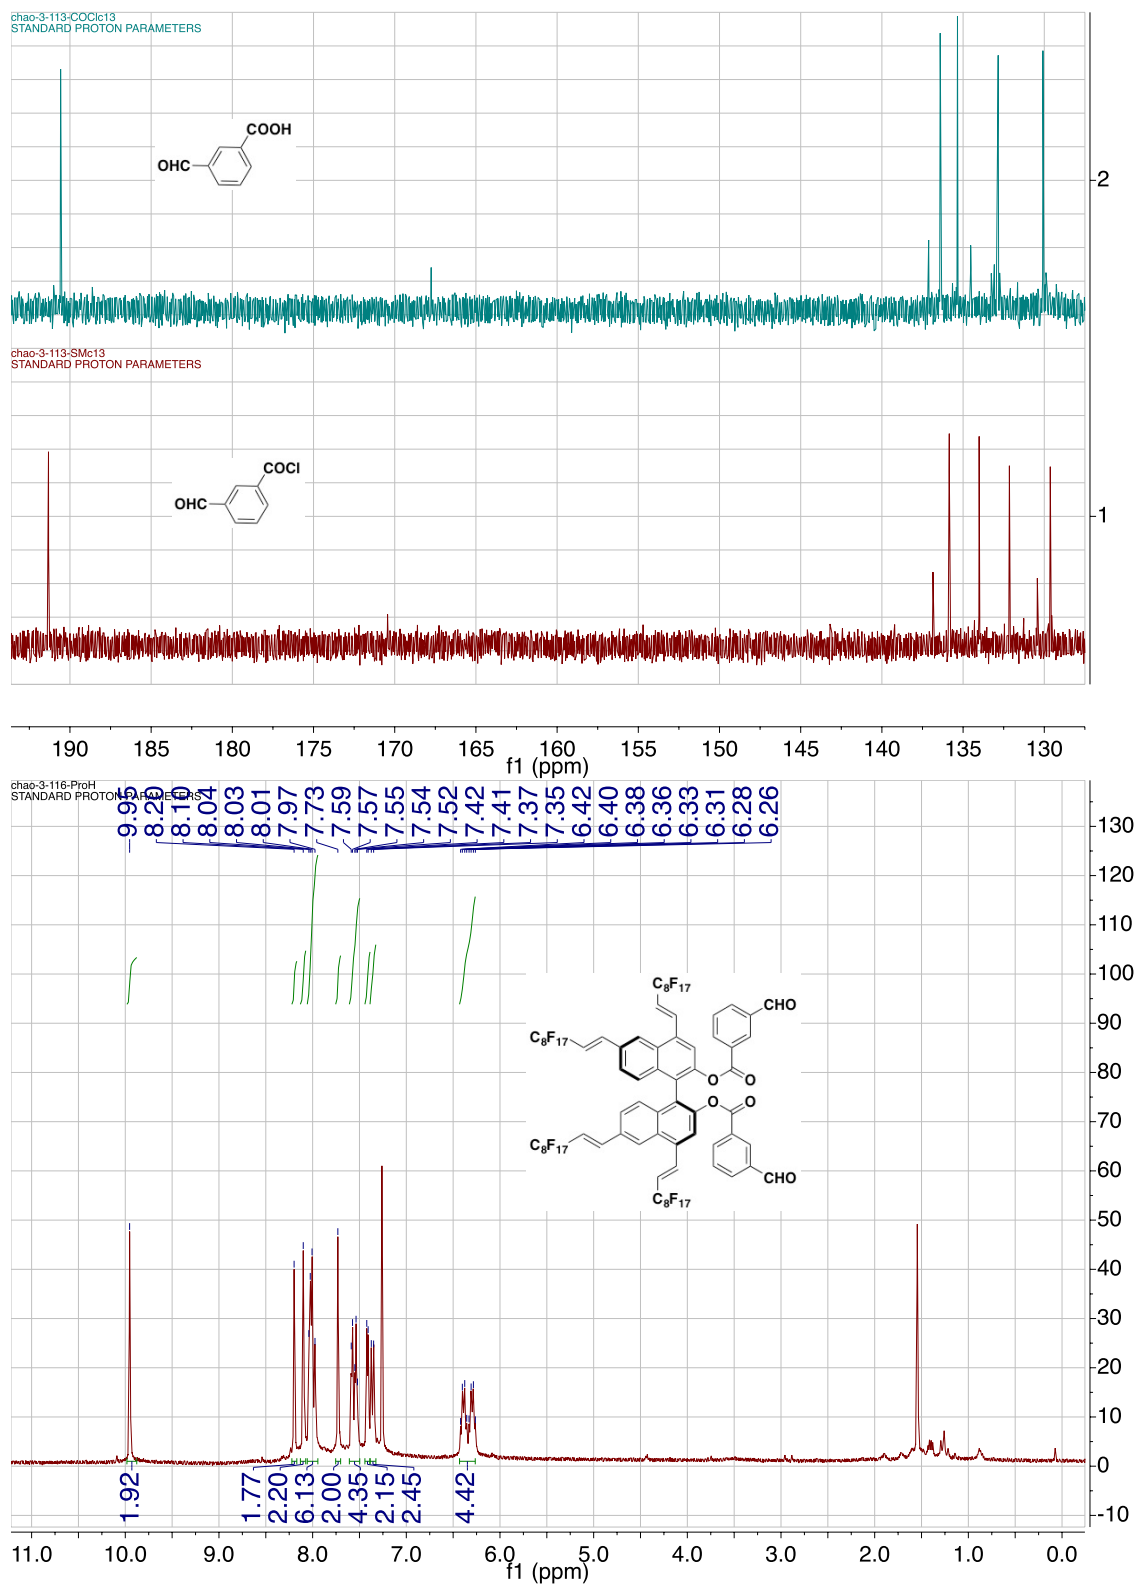 chao-3-113-COClc13
STANDARD PROTON PARAMETERS
COOH
OHC
2
chao-3-113-SMc13
STANDARD PROTON PARAMETERS
COCl
OHC
1
190 185 180 175 170 165 160 155 150 145 140 135 130
f1 (ppm)
chao-3-116-ProH
STANDARD PROTON PARAMETERS
9.95 8.20 8.10 8.04 8.03 8.01 7.97 7.73 7.59 7.57 7.55 7.54 7.52 7.42 7.41 7.37 7.35 6.42 6.40 6.38 6.36 6.33 6.31 6.28 6.26
130
120
110
100
90
80
70
60
50
40
30
20
10
0
-10
C8F17
CHO
C8F17
O
O
O
O
C8F17
CHO
C8F17
1.92 1.77 2.20 6.13 2.00 4.35 2.15 2.45 4.42
11.0 10.0 9.0 8.0 7.0 6.0 5.0 4.0 3.0 2.0 1.0 0.0
f1 (ppm)